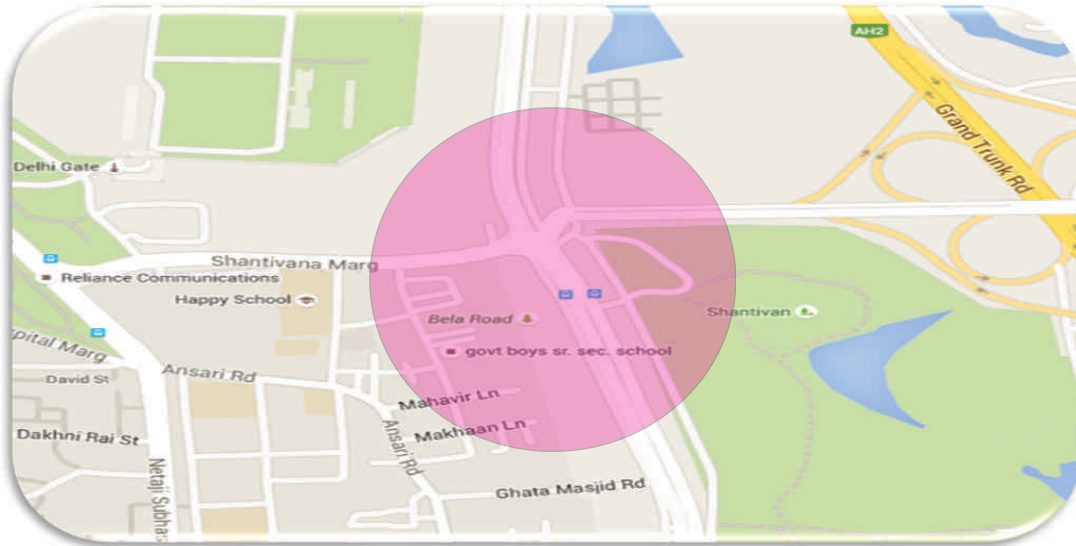 AH2
Grand Trunk Rd
Delhi Gate
Shantivana Marg
Reliance Communications
Happy School
Shantivan
Bela Road
spital Marg
govt boys sr. sec. school
Ansari Rd
David St
Mahavir Ln
Makhaan Ln
Dakhni Rai St
Ansari Rd
Netaji Subhas
Ghata Masjid Rd